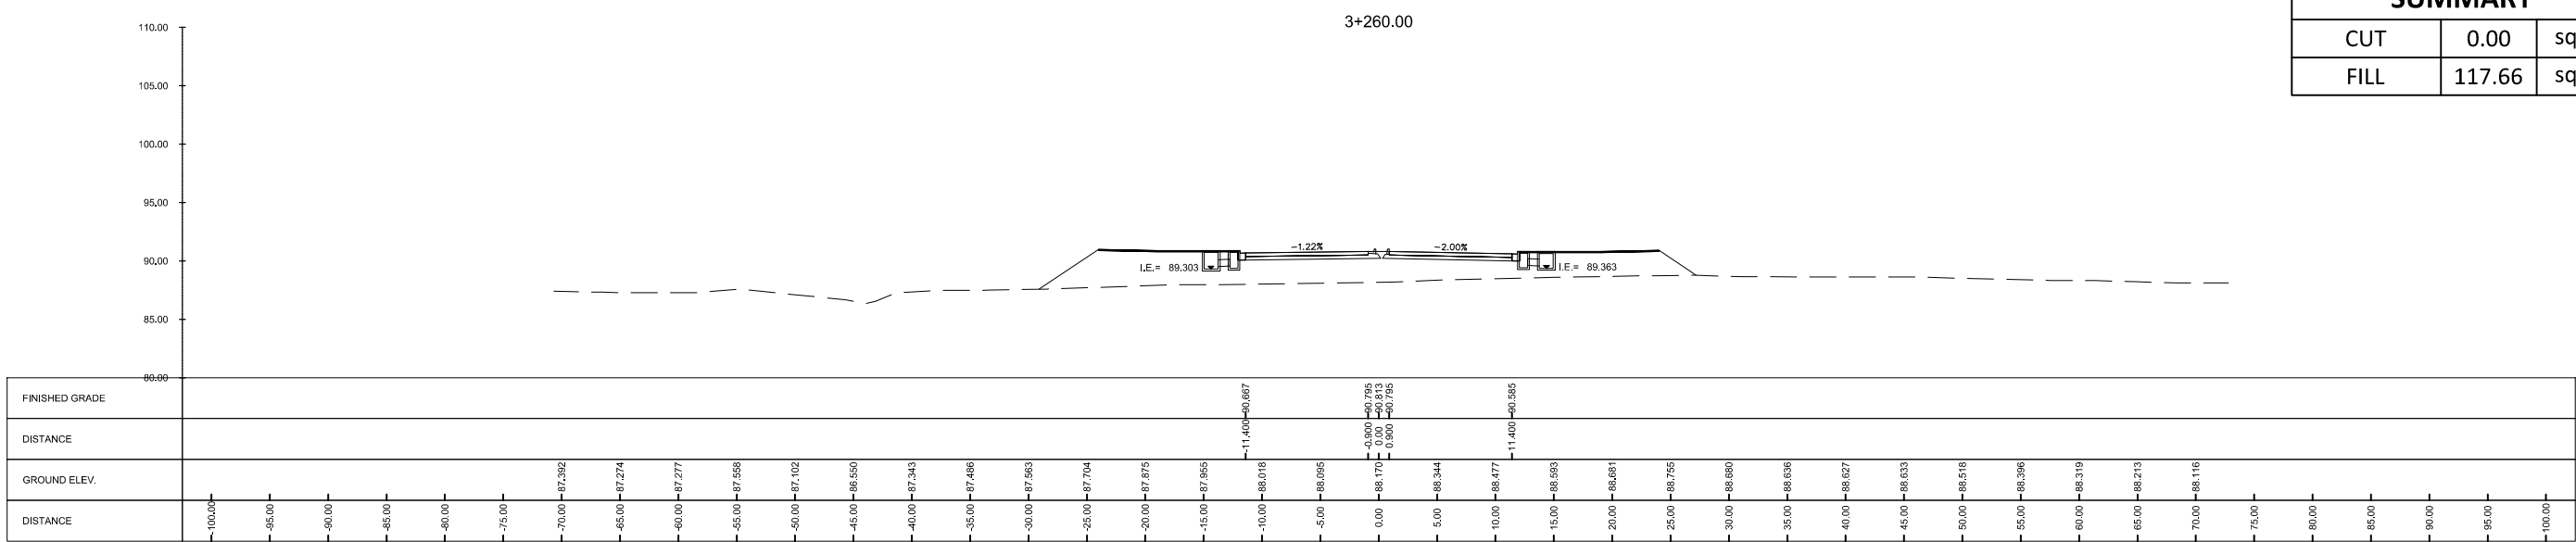 3+260.00
SUMMARY
CUT 0.00 sq
FILL 117.66 sq
110.00
105.00
100.00
95.00
90.00
85.00
80.00
-1.22% -2.00%
I.E.= 89.303 I.E.= 89.363
FINISHED GRADE 90.667 90.795 90.813 90.795 90.585
DISTANCE -11.400 -0.900 0.00 0.900 11.400
GROUND ELEV. 87.392 87.274 87.277 87.558 87.102 86.550 87.343 87.486 87.563 87.704 87.875 87.955 88.018 88.095 88.170 88.344 88.477 88.593 88.681 88.755 88.680 88.636 88.627 88.633 88.518 88.396 88.319 88.213 88.116
DISTANCE -100.00 -95.00 -90.00 -85.00 -80.00 -75.00 -70.00 -65.00 -60.00 -55.00 -50.00 -45.00 -40.00 -35.00 -30.00 -25.00 -20.00 -15.00 -10.00 -5.00 0.00 5.00 10.00 15.00 20.00 25.00 30.00 35.00 40.00 45.00 50.00 55.00 60.00 65.00 70.00 75.00 80.00 85.00 90.00 95.00 100.00